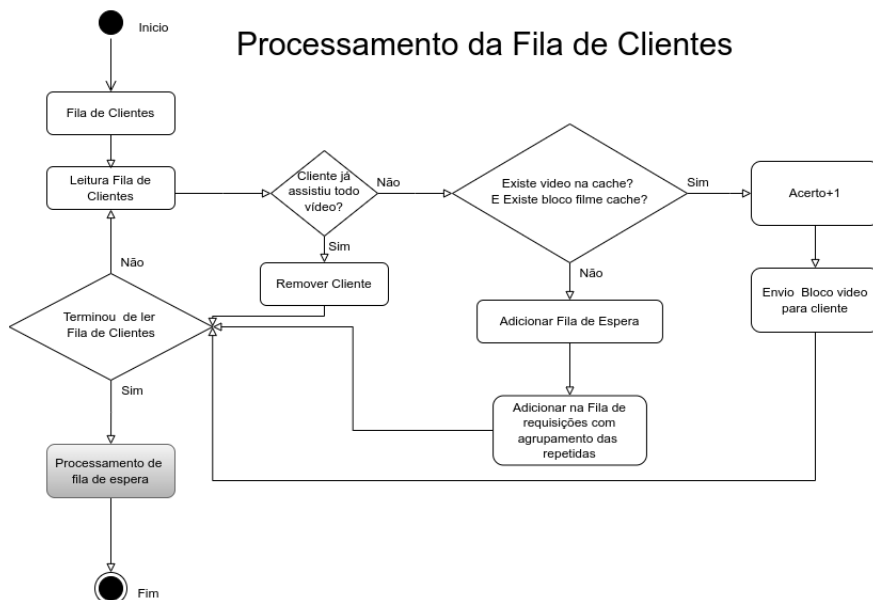 Inicio
Processamento da Fila de Clientes
Fila de Clientes
Leitura Fila de
Clientes
Cliente já
assistiu todo
vídeo?
Não
Existe video na cache?
E Existe bloco filme cache?
Sim
Acerto+1
Sim
Remover Cliente
Não
Não
Envio Bloco video
para cliente
Terminou de ler
Fila de Clientes
Adicionar Fila de Espera
Sim
Adicionar na Fila de
requisições com
agrupamento das
repetidas
Processamento de
fila de espera
Fim